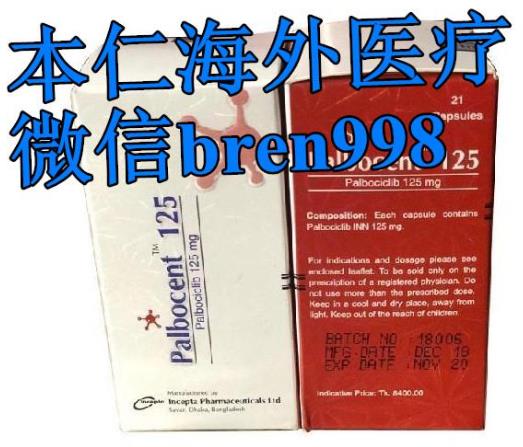 本仁海外医疗
微信bren998
Palbocent™ 125
Palbociclib 125 mg
Manufactured by
Incepta Pharmaceuticals Ltd
Savar, Dhaka, Bangladesh
21
Capsules
Palbocent 125
Palbociclib 125 mg
Composition: Each capsule contains
Palbociclib INN 125 mg.
For indications and dosage please see
enclosed leaflet. To be sold only on the
prescription of a registered physician. Do
not use more than the prescribed dose.
Keep in a cool and dry place, away from
light. Keep out of the reach of children.
BATCH NO : 18006
MFG DATE : DEC 18
EXP DATE : NOV 20
Indicative Price: Tk. 8400.00